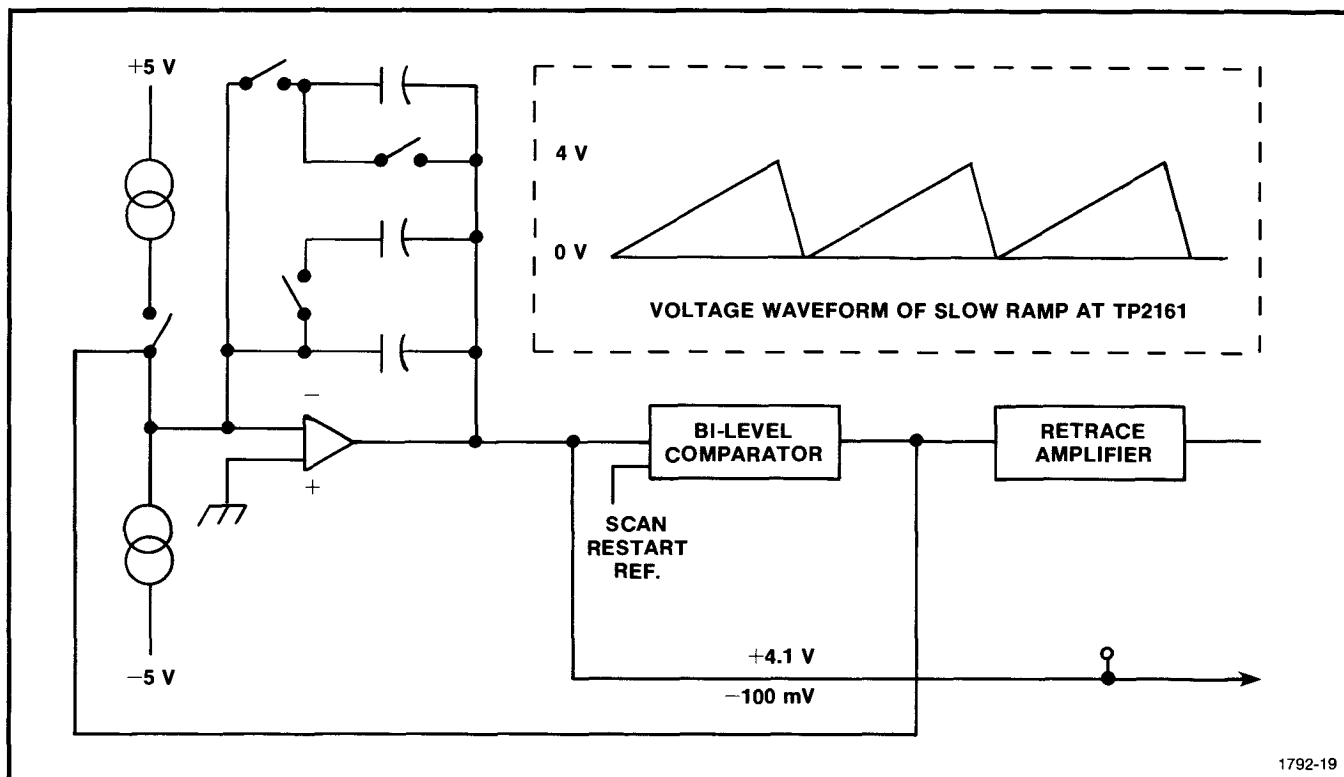 +5 V
4 V
0 V
VOLTAGE WAVEFORM OF SLOW RAMP AT TP2161
−
+
BI-LEVEL
COMPARATOR
RETRACE
AMPLIFIER
SCAN
RESTART
REF.
−5 V
+4.1 V
−100 mV
1792-19